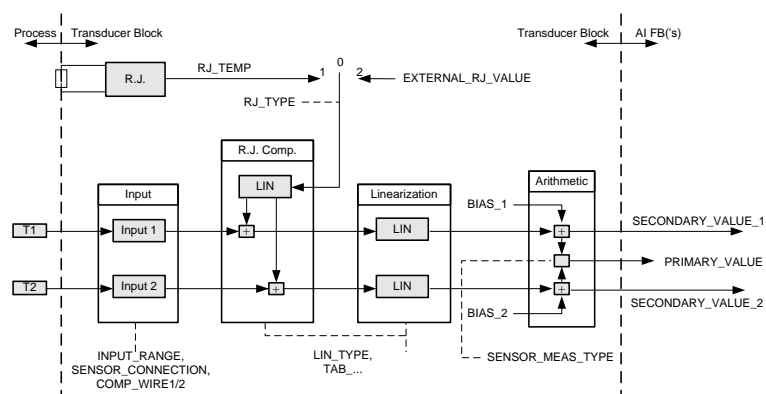 Process
Transducer Block
Transducer Block
AI FB('s)
R.J.
RJ_TEMP
1
0
2
EXTERNAL_RJ_VALUE
RJ_TYPE
R.J. Comp.
LIN
Input
Linearization
Arithmetic
BIAS_1
SECONDARY_VALUE_1
T1
Input 1
+
LIN
+
PRIMARY_VALUE
T2
Input 2
+
LIN
+
SECONDARY_VALUE_2
BIAS_2
INPUT_RANGE,
SENSOR_CONNECTION,
COMP_WIRE1/2
LIN_TYPE,
TAB_...
SENSOR_MEAS_TYPE